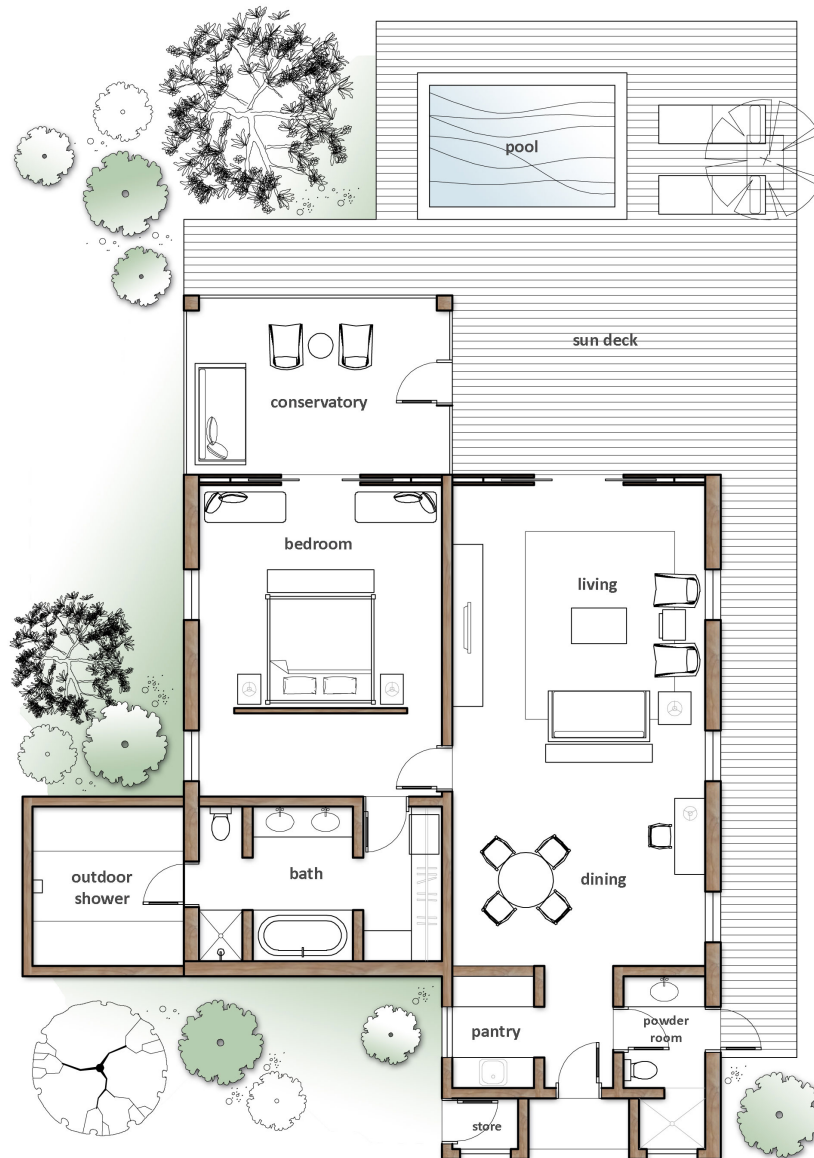 pool
sun deck
conservatory
bedroom
living
outdoor
shower
bath
dining
pantry
powder
room
store